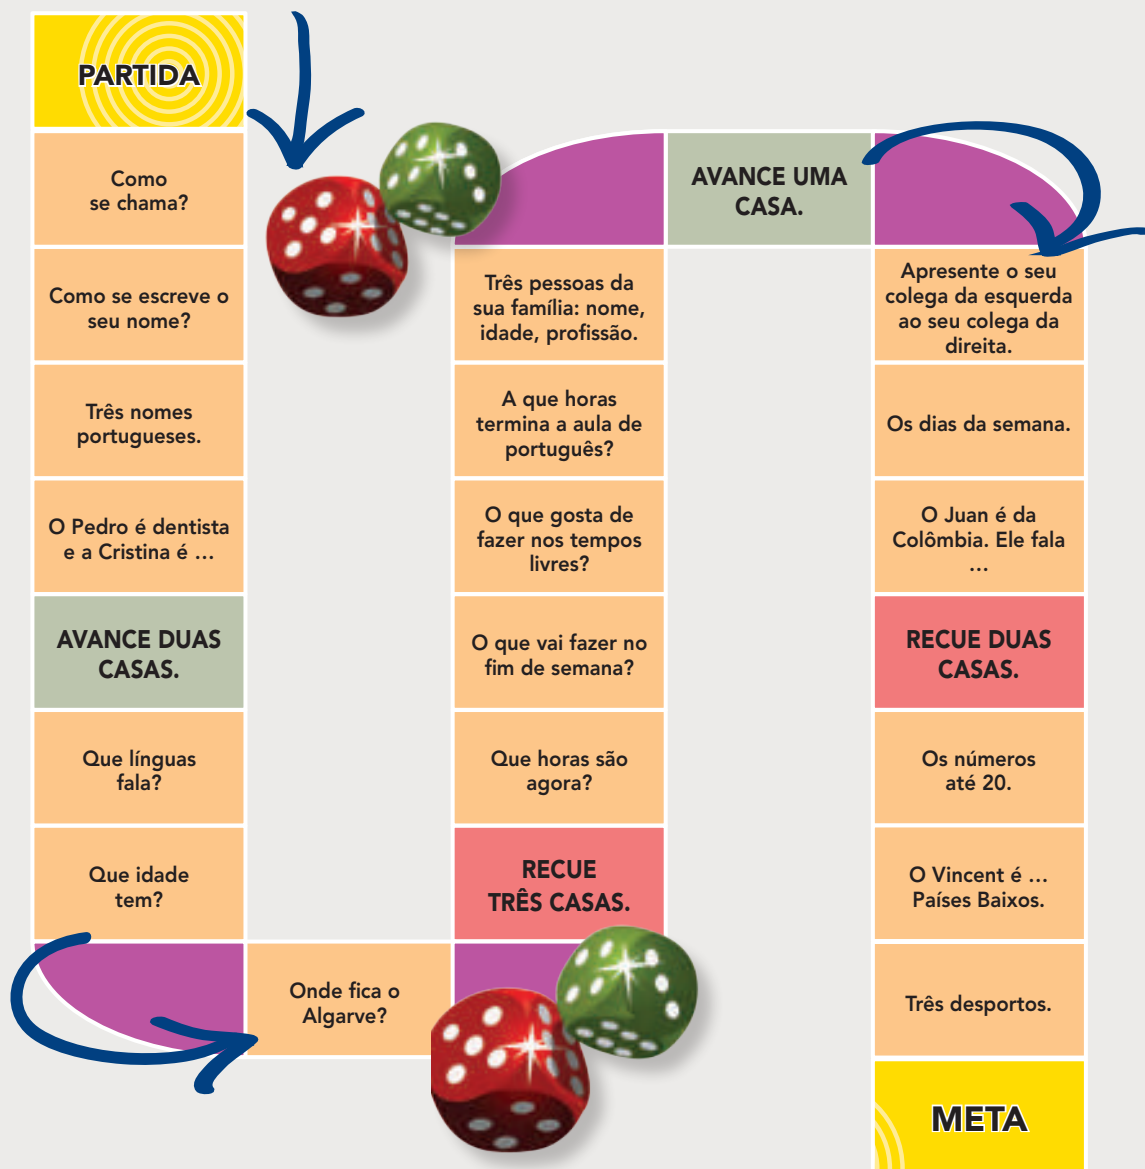 PARTIDA
Como
se chama?
Como se escreve o
seu nome?
Três nomes
portugueses.
O Pedro é dentista
e a Cristina é ...
AVANCE DUAS
CASAS.
Que línguas
fala?
Que idade
tem?
Onde fica o
Algarve?
RECUE
TRÊS CASAS.
Que horas são
agora?
O que vai fazer no
fim de semana?
O que gosta de
fazer nos tempos
livres?
A que horas
termina a aula de
português?
Três pessoas da
sua família: nome,
idade, profissão.
AVANCE UMA
CASA.
Apresente o seu
colega da esquerda
ao seu colega da
direita.
Os dias da semana.
O Juan é da
Colômbia. Ele fala
...
RECUE DUAS
CASAS.
Os números
até 20.
O Vincent é ...
Países Baixos.
Três desportos.
META